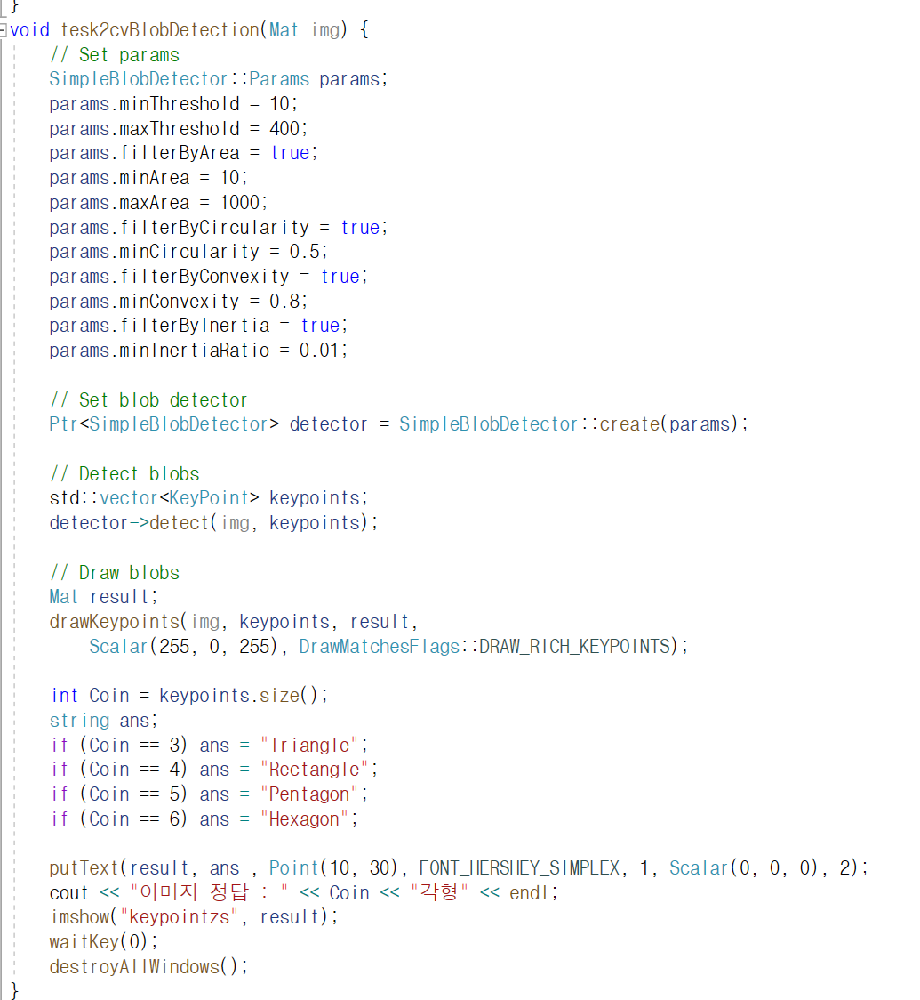 }
void tesk2cvBlobDetection(Mat img) {
    // Set params
    SimpleBlobDetector::Params params;
    params.minThreshold = 10;
    params.maxThreshold = 400;
    params.filterByArea = true;
    params.minArea = 10;
    params.maxArea = 1000;
    params.filterByCircularity = true;
    params.minCircularity = 0.5;
    params.filterByConvexity = true;
    params.minConvexity = 0.8;
    params.filterByInertia = true;
    params.minInertiaRatio = 0.01;

    // Set blob detector
    Ptr<SimpleBlobDetector> detector = SimpleBlobDetector::create(params);

    // Detect blobs
    std::vector<KeyPoint> keypoints;
    detector->detect(img, keypoints);

    // Draw blobs
    Mat result;
    drawKeypoints(img, keypoints, result,
        Scalar(255, 0, 255), DrawMatchesFlags::DRAW_RICH_KEYPOINTS);

    int Coin = keypoints.size();
    string ans;
    if (Coin == 3) ans = "Triangle";
    if (Coin == 4) ans = "Rectangle";
    if (Coin == 5) ans = "Pentagon";
    if (Coin == 6) ans = "Hexagon";

    putText(result, ans , Point(10, 30), FONT_HERSHEY_SIMPLEX, 1, Scalar(0, 0, 0), 2);
    cout << "이미지 정답 : " << Coin << "각형" << endl;
    imshow("keypointzs", result);
    waitKey(0);
    destroyAllWindows();
}